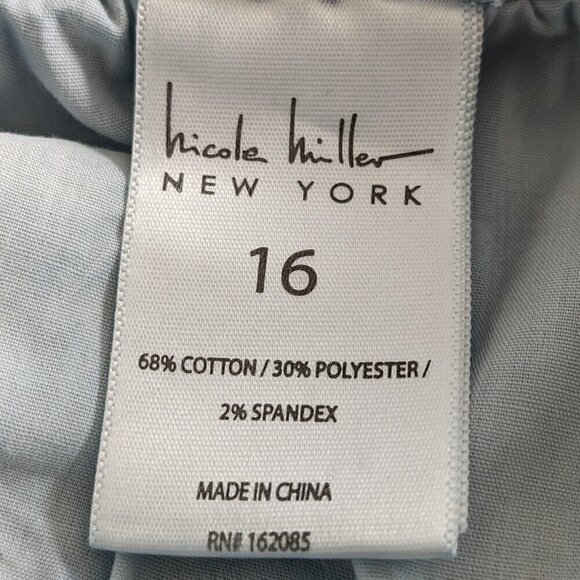 nicole miller
NEW YORK
16
68% COTTON / 30% POLYESTER /
2% SPANDEX
MADE IN CHINA
RN# 162085